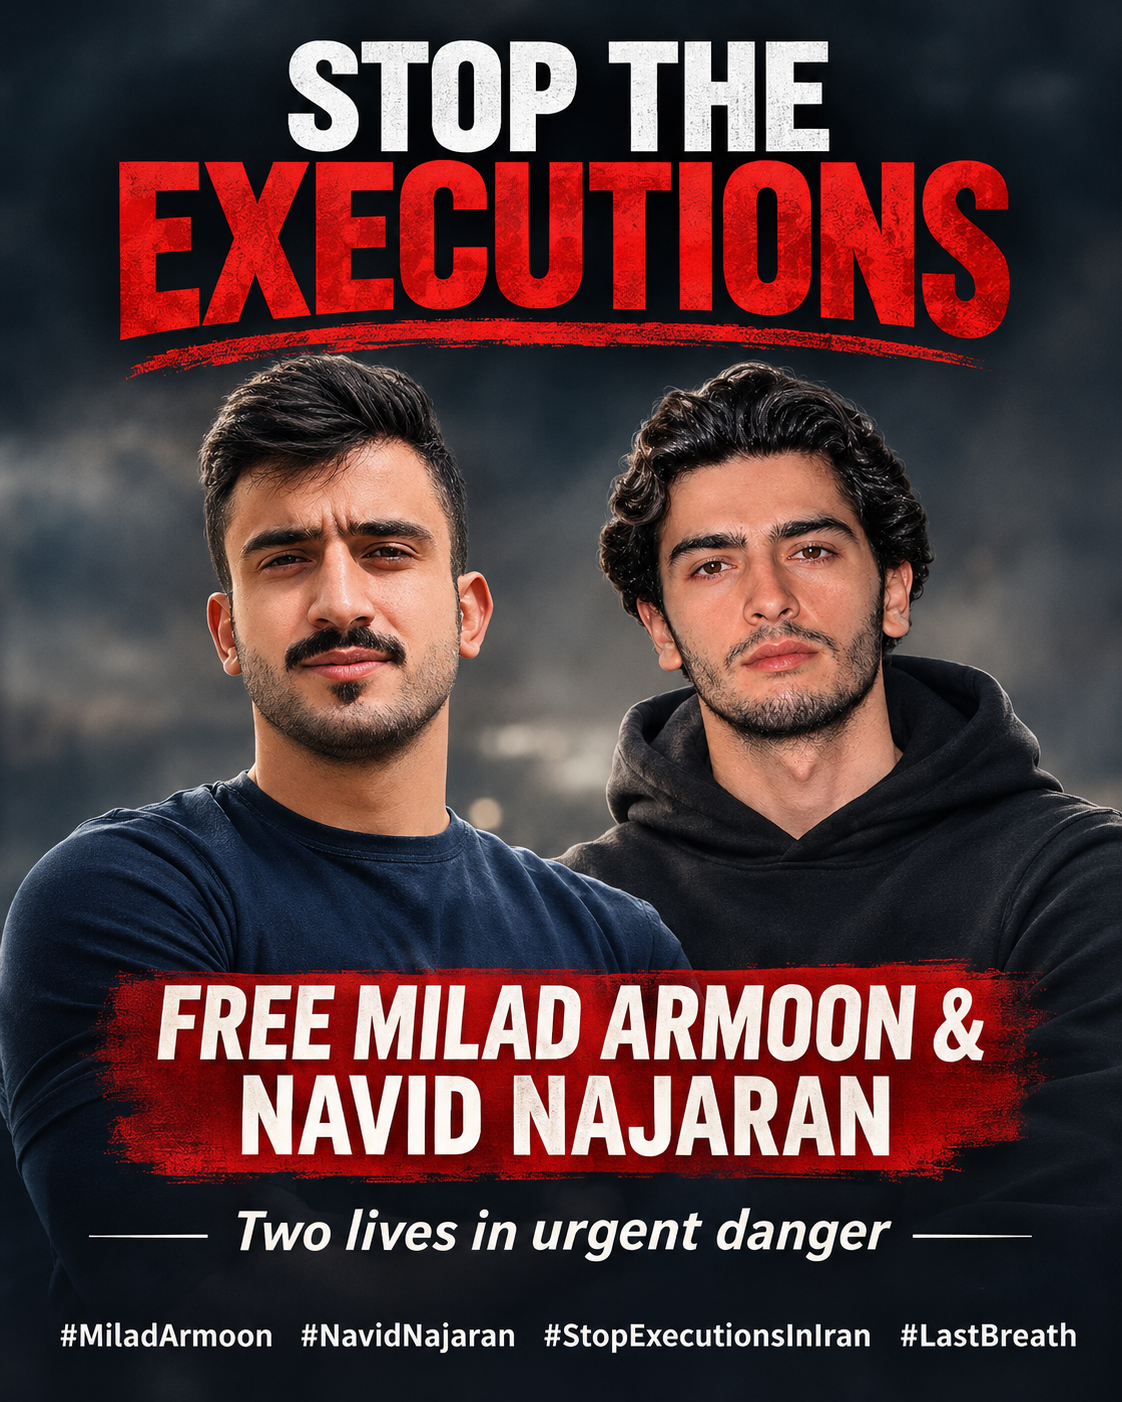 STOP THE
EXECUTIONS
FREE MILAD ARMOON &
NAVID NAJARAN
Two lives in urgent danger
#MiladArmoon #NavidNajaran #StopExecutionsInIran #LastBreath